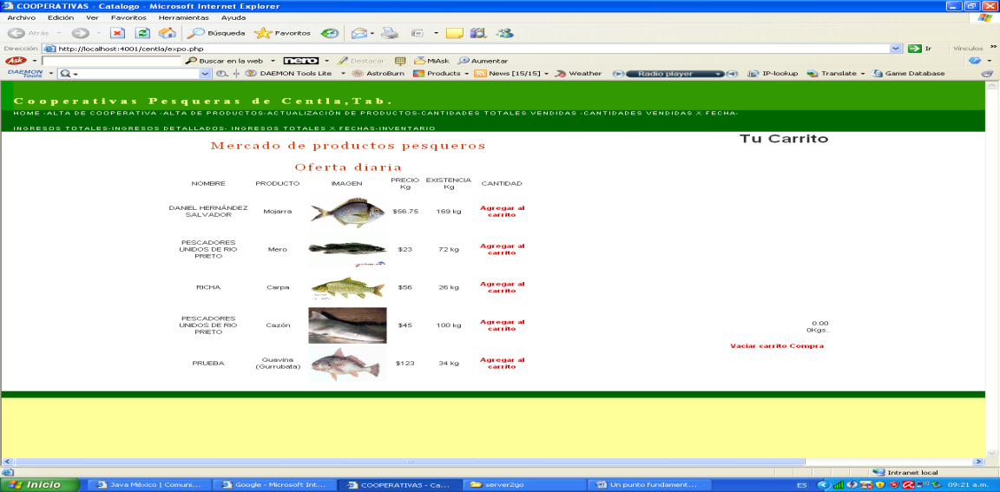 COOPERATIVAS - Catalogo - Microsoft Internet Explorer
Archivo Edición Ver Favoritos Herramientas Ayuda
Atrás Búsqueda Favoritos
Dirección http://localhost:4001/centla/expo.php Ir Vínculos »
Ask Buscar en la web nero Destacar MiAsk Aumentar
DAEMON Tools DAEMON Tools Lite AstroBurn Products News [15/15] Weather Radio player IP-lookup Translate Game Database
Cooperativas Pesqueras de Centla,Tab.
HOME -ALTA DE COOPERATIVA -ALTA DE PRODUCTOS-ACTUALIZACIÓN DE PRODUCTOS-CANTIDADES TOTALES VENDIDAS -CANTIDADES VENDIDAS X FECHA-
INGRESOS TOTALES-INGRESOS DETALLADOS- INGRESOS TOTALES X FECHAS-INVENTARIO
Tu Carrito
Mercado de productos pesqueros
Oferta diaria
NOMBRE PRODUCTO IMAGEN PRECIO Kg EXISTENCIA Kg CANTIDAD
DANIEL HERNÁNDEZ SALVADOR Mojarra $56.75 169 kg Agregar al carrito
PESCADORES UNIDOS DE RIO PRIETO Mero $23 72 kg Agregar al carrito
RICHA Carpa $56 26 kg Agregar al carrito
PESCADORES UNIDOS DE RIO PRIETO Cazón $45 100 kg Agregar al carrito
0.00
0Kgs.
Vaciar carrito Compra
PRUEBA Guavina (Gurrubata) $123 34 kg Agregar al carrito
Intranet local
Inicio Java México | Comuni... Google - Microsoft Int... COOPERATIVAS - Ca... server2go Un punto Fundament... ES 09:21 a.m.